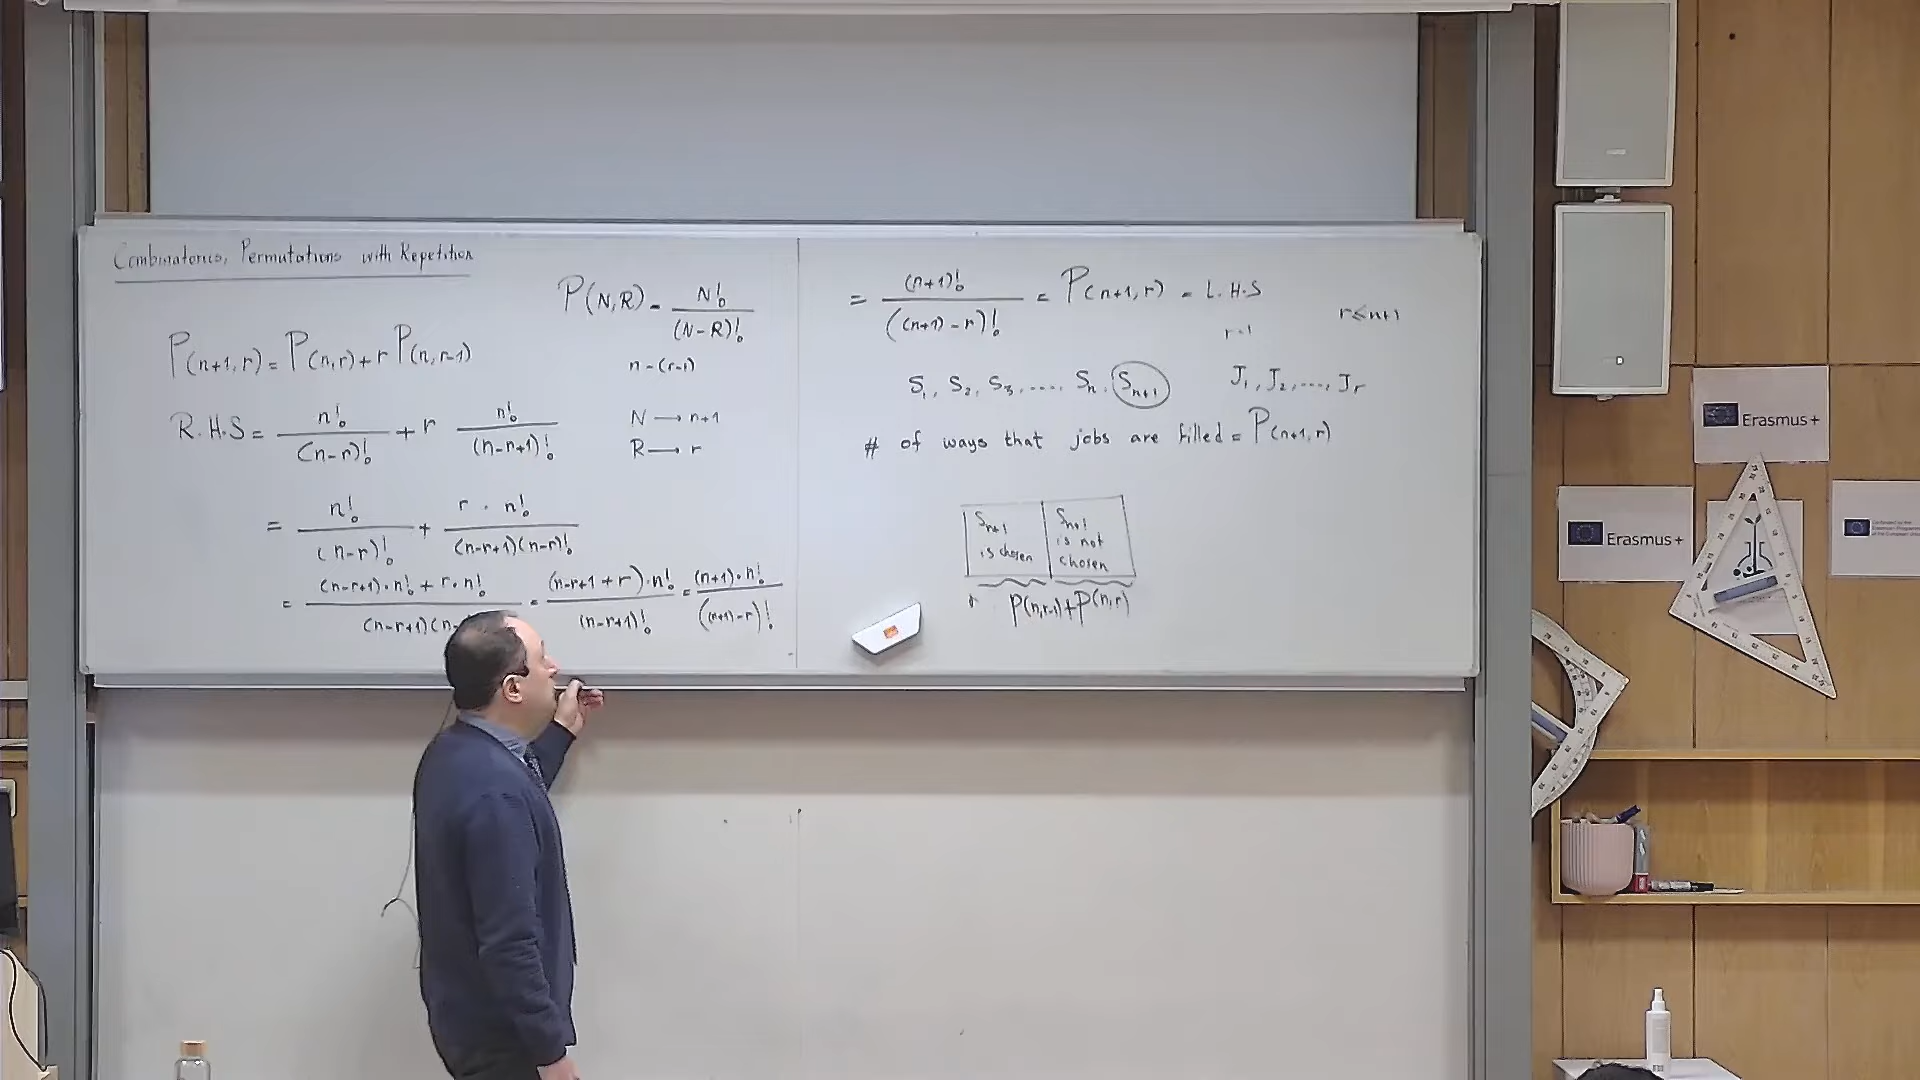 Combinatorics, Permutations with Repetition
P(N,R) = N! / (N-R)!
P(n+1,r) = P(n,r) + r P(n,r-1)
n-(r-1)
R.H.S = n! / (n-r)! + r n! / (n-r+1)!
N → n+1
R → r
= n! / (n-r)! + r · n! / (n-r+1)(n-r)!
= (n-r+1)·n! + r·n! / (n-r+1)(n- = (n-r+1+r)·n! / (n-r+1)! = (n+1)·n! / ((n+1)-r)!
= (n+1)! / ((n+1)-r)! = P(n+1,r) = L.H.S
r≤n+1
S1, S2, S3, ...., Sn, Sn+1
J1, J2, ...., Jr
# of ways that jobs are filled = P(n+1,r)
Sn+1 is chosen
Sn+1 is not chosen
r · P(n,r-1) + P(n,r)
Erasmus+
Erasmus+